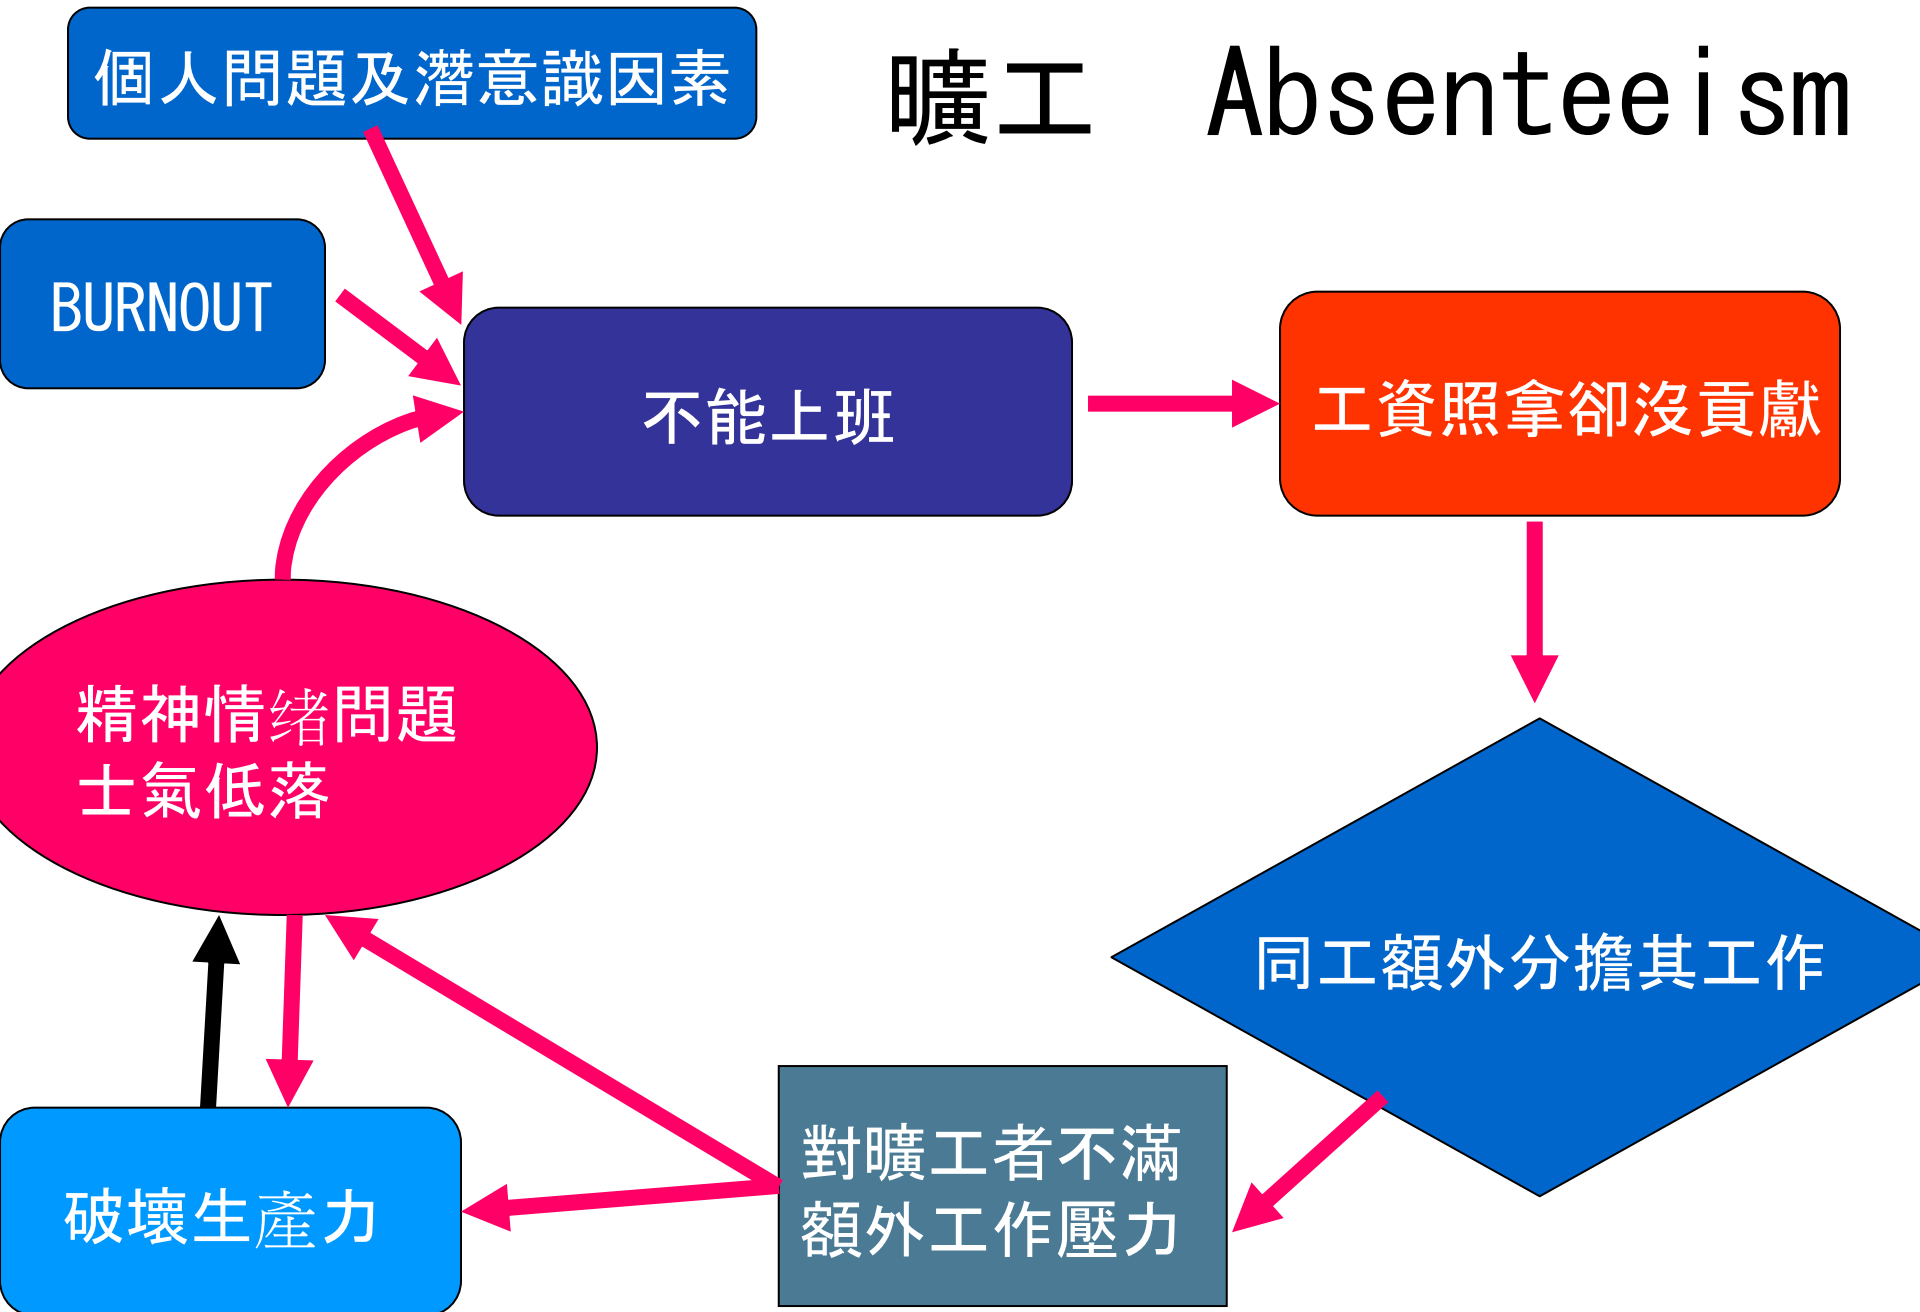 個人問題及潛意識因素
曠工　Absenteeism
BURNOUT
不能上班
工資照拿卻沒貢獻
精神情绪問題
士氣低落
同工額外分擔其工作
對曠工者不滿
額外工作壓力
破壞生產力